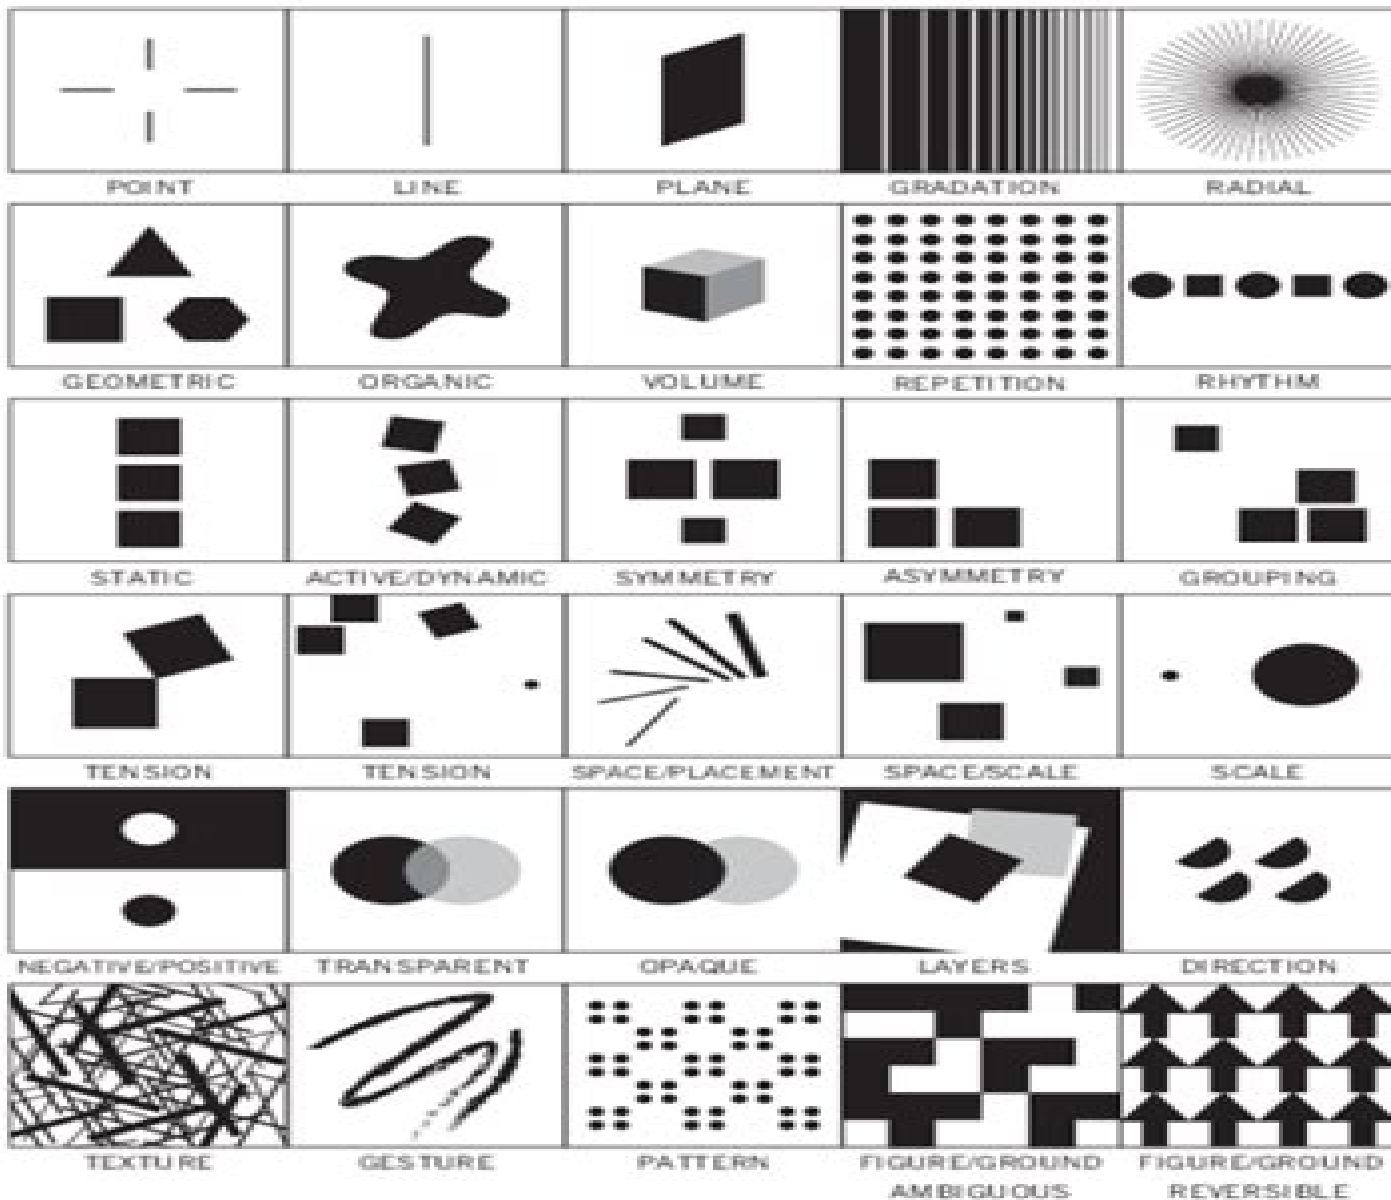 POINT LINE PLANE GRADATION RADIAL
GEOMETRIC ORGANIC VOLUME REPETITION RHYTHM
STATIC ACTIVE/DYNAMIC SYMMETRY ASYMMETRY GROUPING
TENSION TENSION SPACE/PLACEMENT SPACE/SCALE SCALE
NEGATIVE/POSITIVE TRANSPARENT OPAQUE LAYERS DIRECTION
TEXTURE GESTURE PATTERN FIGURE/GROUND FIGURE/GROUND
AMBIGUOUS REVERSIBLE